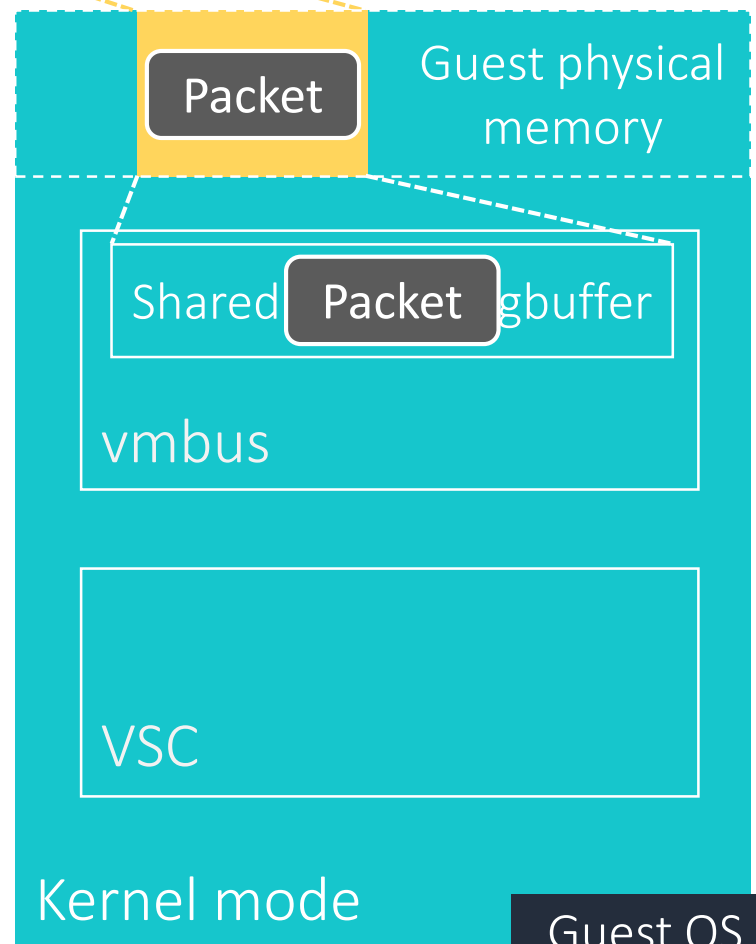 Packet
Guest physical
memory
Shared Packet gbuffer
vmbus
VSC
Kernel mode
Guest OS